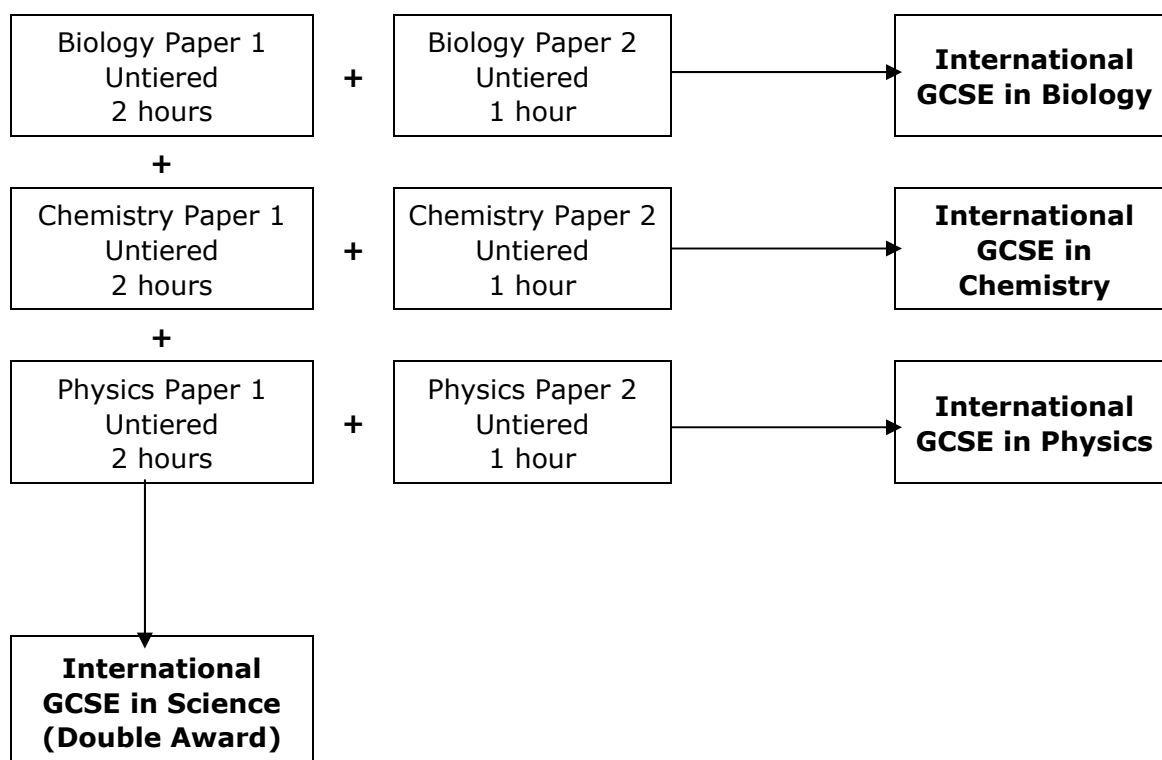 Biology Paper 1
Untiered
2 hours
+
Biology Paper 2
Untiered
1 hour
International
GCSE in Biology
+
Chemistry Paper 1
Untiered
2 hours
+
Chemistry Paper 2
Untiered
1 hour
International
GCSE in
Chemistry
+
Physics Paper 1
Untiered
2 hours
+
Physics Paper 2
Untiered
1 hour
International
GCSE in Physics
International
GCSE in Science
(Double Award)